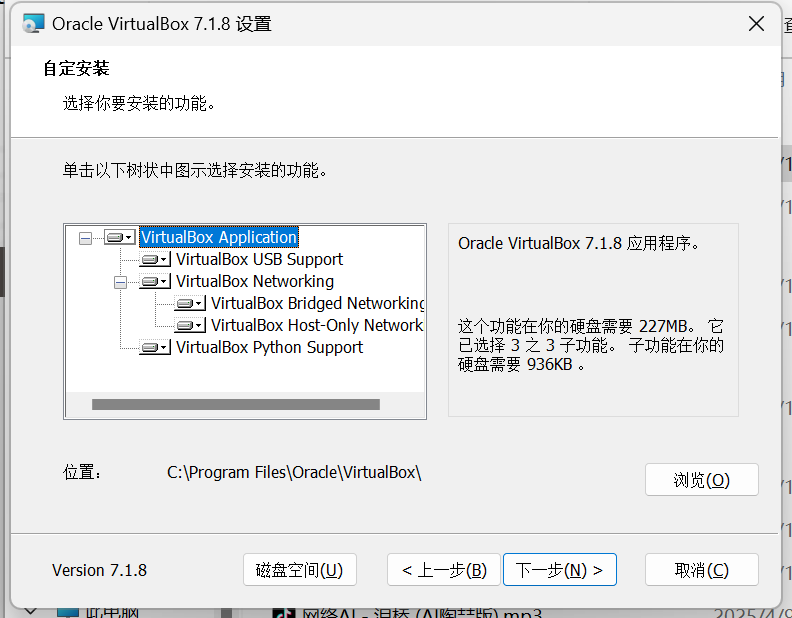 Oracle VirtualBox 7.1.8 设置
自定安装
选择你要安装的功能。
单击以下树状中图示选择安装的功能。
VirtualBox Application
VirtualBox USB Support
VirtualBox Networking
VirtualBox Bridged Networking
VirtualBox Host-Only Network
VirtualBox Python Support
Oracle VirtualBox 7.1.8 应用程序。
这个功能在你的硬盘需要 227MB。 它
已选择 3 之 3 子功能。 子功能在你的
硬盘需要 936KB 。
位置：
C:\Program Files\Oracle\VirtualBox\
浏览(O)
Version 7.1.8
磁盘空间(U)
< 上一步(B)
下一步(N) >
取消(C)
此电脑